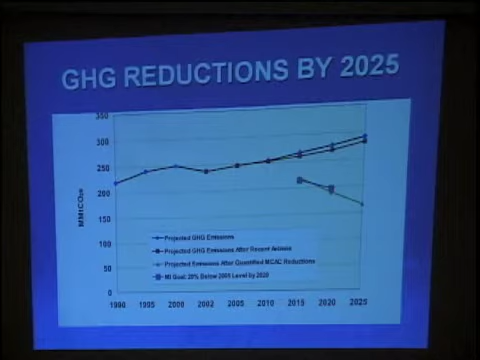 GHG REDUCTIONS BY 2025
350
300
250
200
150
100
50
0
MMtCO₂e
Projected GHG Emissions
Projected GHG Emissions After Recent Actions
Projected Emissions After Quantified MCAC Reductions
MI Goal: 20% Below 2005 Level by 2020
1990 1995 2000 2002 2005 2010 2015 2020 2025